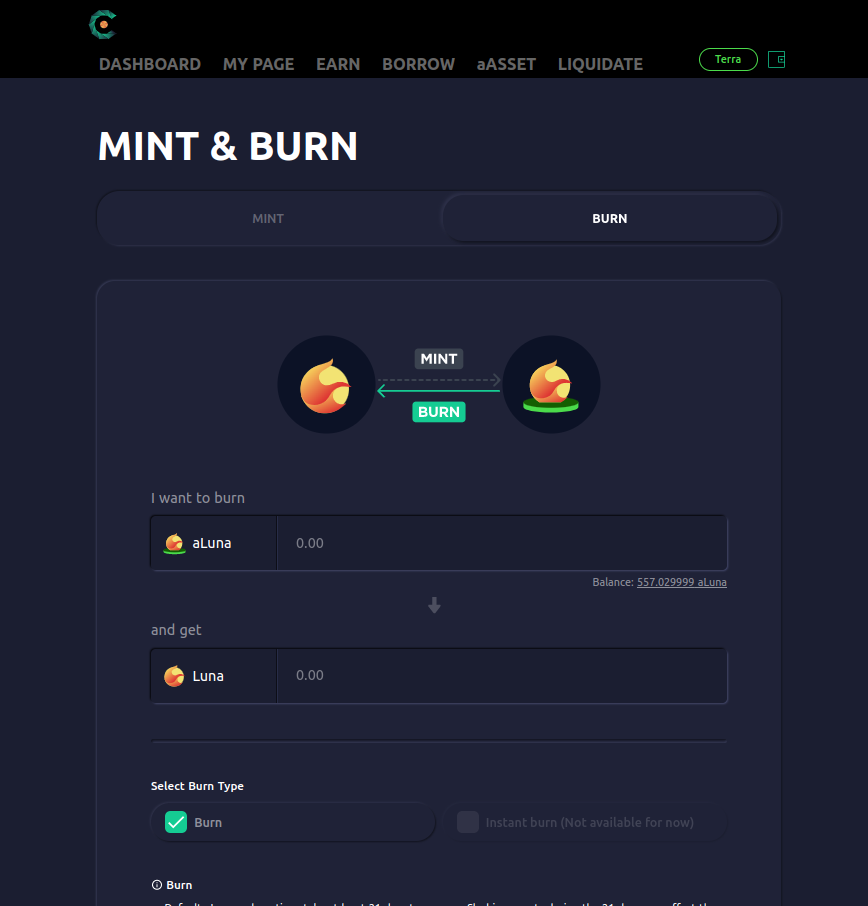 DASHBOARD MY PAGE EARN BORROW aASSET LIQUIDATE Terra
MINT & BURN
MINT BURN
MINT
BURN
I want to burn
aLuna 0.00
Balance: 557.029999 aLuna
and get
Luna 0.00
Select Burn Type
Burn Instant burn (Not available for now)
Burn